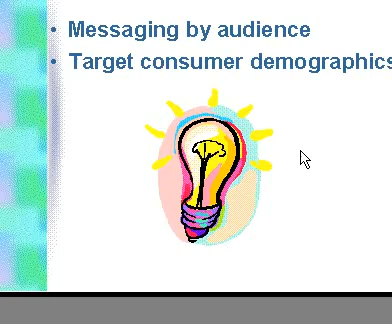 • Messaging by audience
• Target consumer demographics